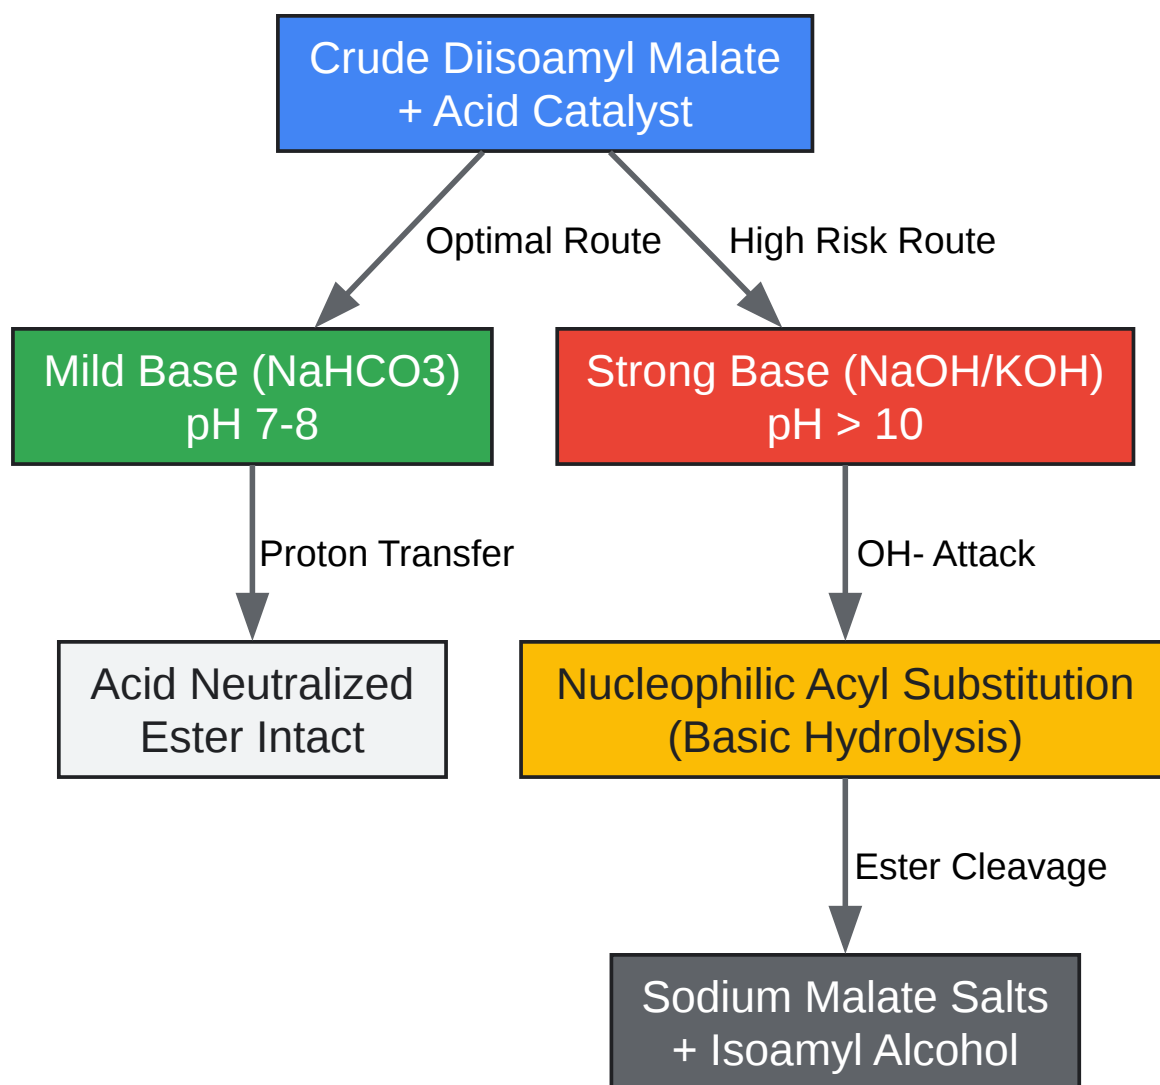 Crude Diisoamyl Malate
+ Acid Catalyst
Optimal Route
High Risk Route
Mild Base (NaHCO3)
pH 7-8
Strong Base (NaOH/KOH)
pH > 10
Proton Transfer
OH- Attack
Acid Neutralized
Ester Intact
Nucleophilic Acyl Substitution
(Basic Hydrolysis)
Ester Cleavage
Sodium Malate Salts
+ Isoamyl Alcohol